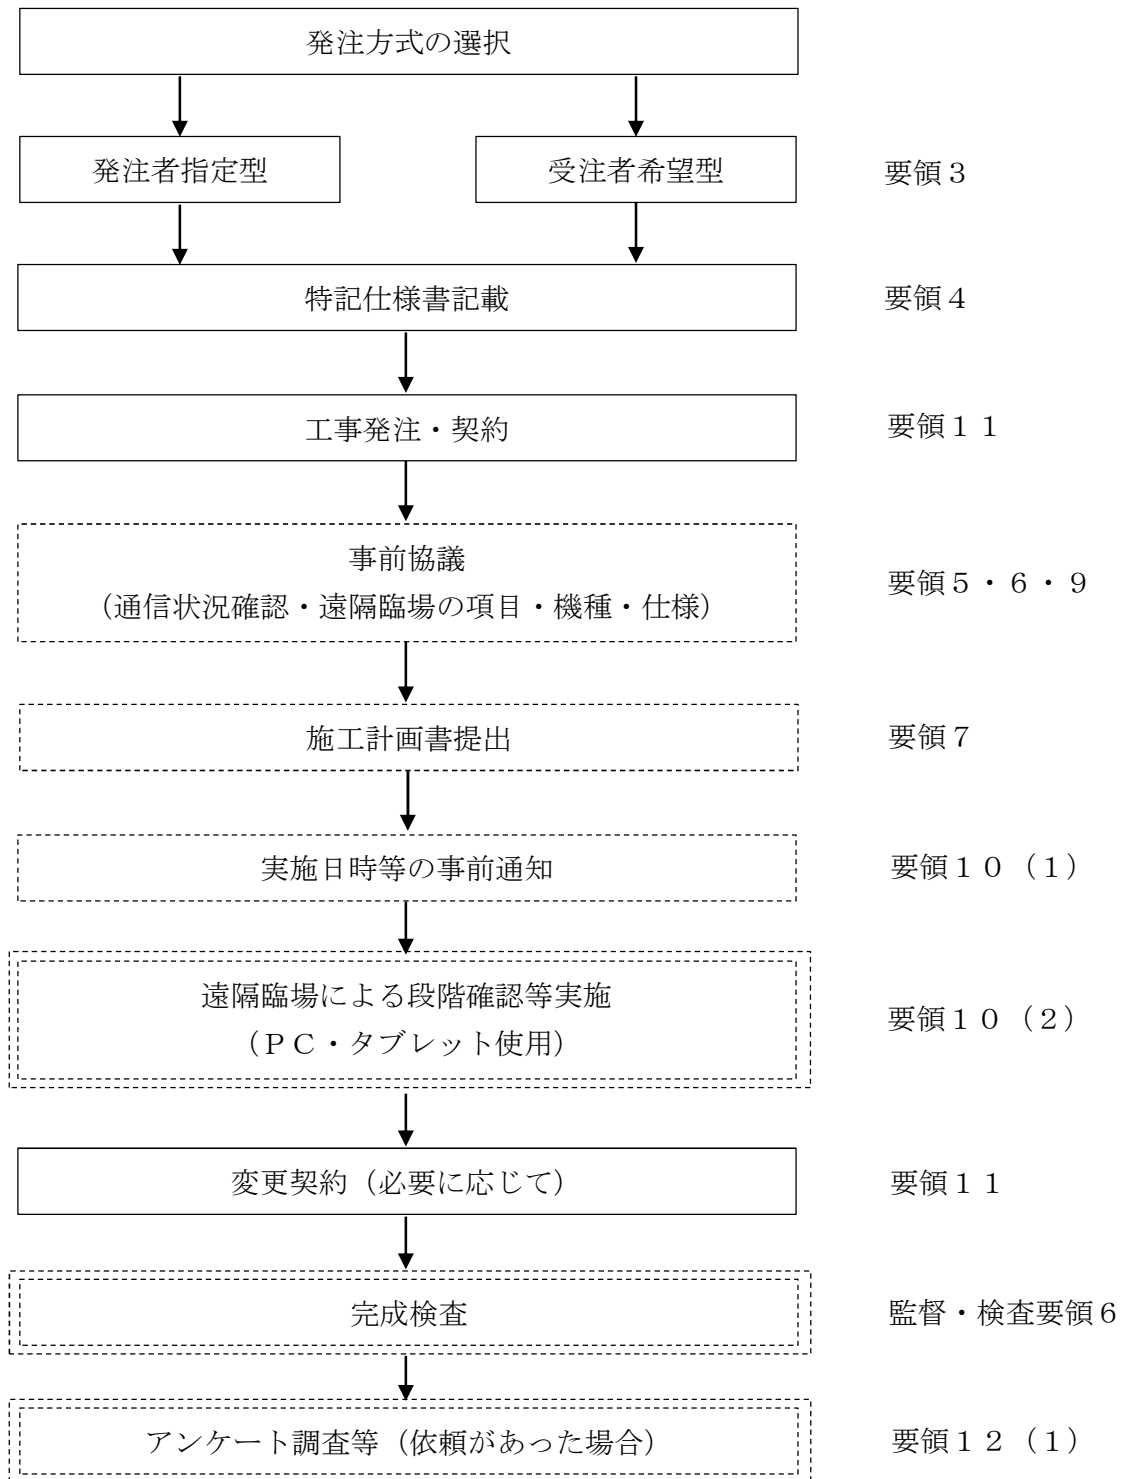 発注方式の選択
発注者指定型
受注者希望型
要領３
特記仕様書記載
要領４
工事発注・契約
要領１１
事前協議
（通信状況確認・遠隔臨場の項目・機種・仕様）
要領５・６・９
施工計画書提出
要領７
実施日時等の事前通知
要領１０（１）
遠隔臨場による段階確認等実施
（ＰＣ・タブレット使用）
要領１０（２）
変更契約（必要に応じて）
要領１１
完成検査
監督・検査要領６
アンケート調査等（依頼があった場合）
要領１２（１）